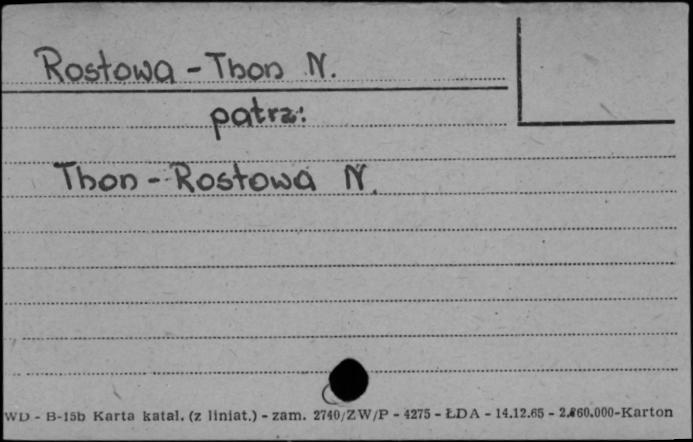 Rostowa - Thon N.
patrz:
Thon - Rostowa N.
WD - B-15b Karta katal. (z liniat.) - zam. 2740/ZW/P - 4275 - ŁDA - 14.12.65 - 2.860.000-Karton